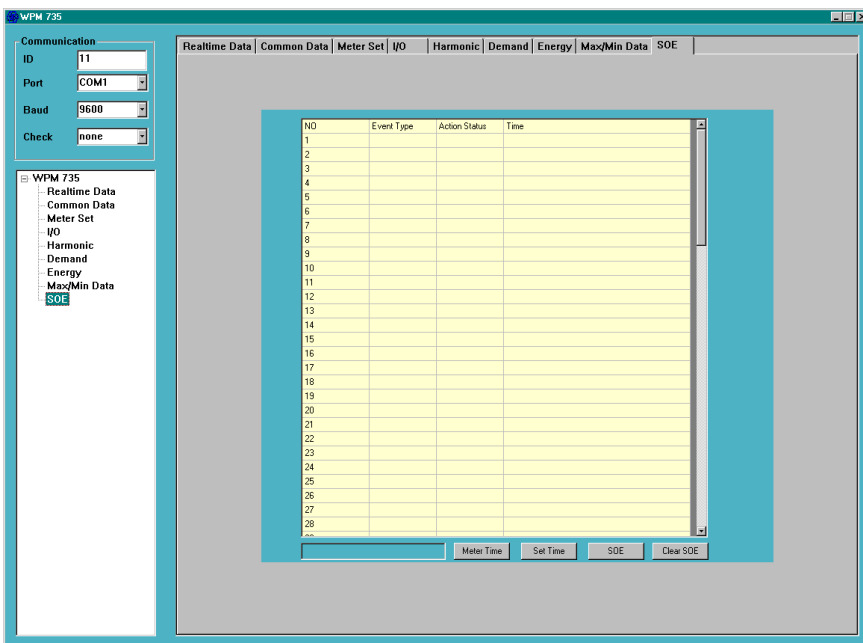 WPM 735
Communication
ID 11
Port COM1
Baud 9600
Check none
WPM 735
Realtime Data
Common Data
Meter Set
I/O
Harmonic
Demand
Energy
Max/Min Data
SOE
Realtime Data Common Data Meter Set I/O Harmonic Demand Energy Max/Min Data SOE
NO Event Type Action Status Time
1
2
3
4
5
6
7
8
9
10
11
12
13
14
15
16
17
18
19
20
21
22
23
24
25
26
27
28
Meter Time Set Time SOE Clear SOE